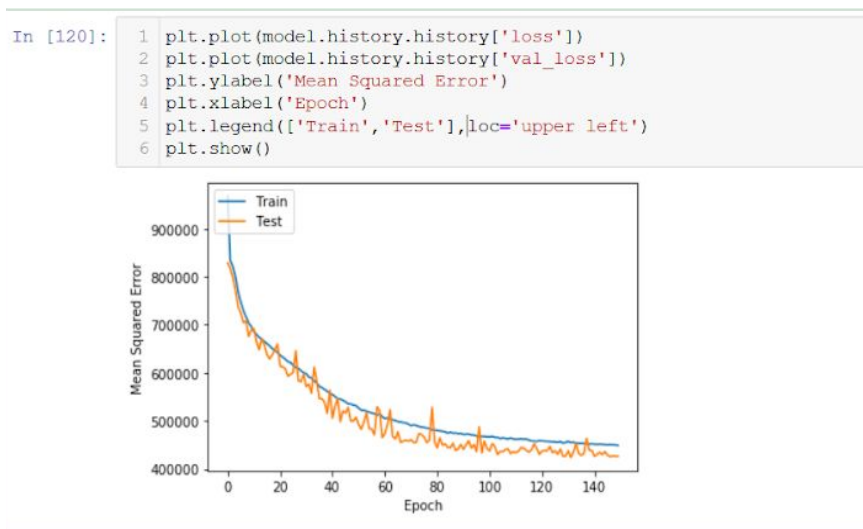 In [120]:
1 plt.plot(model.history.history['loss'])
2 plt.plot(model.history.history['val_loss'])
3 plt.ylabel('Mean Squared Error')
4 plt.xlabel('Epoch')
5 plt.legend(['Train','Test'],loc='upper left')
6 plt.show()
Train
Test
900000
800000
700000
600000
500000
400000
Mean Squared Error
0 20 40 60 80 100 120 140
Epoch